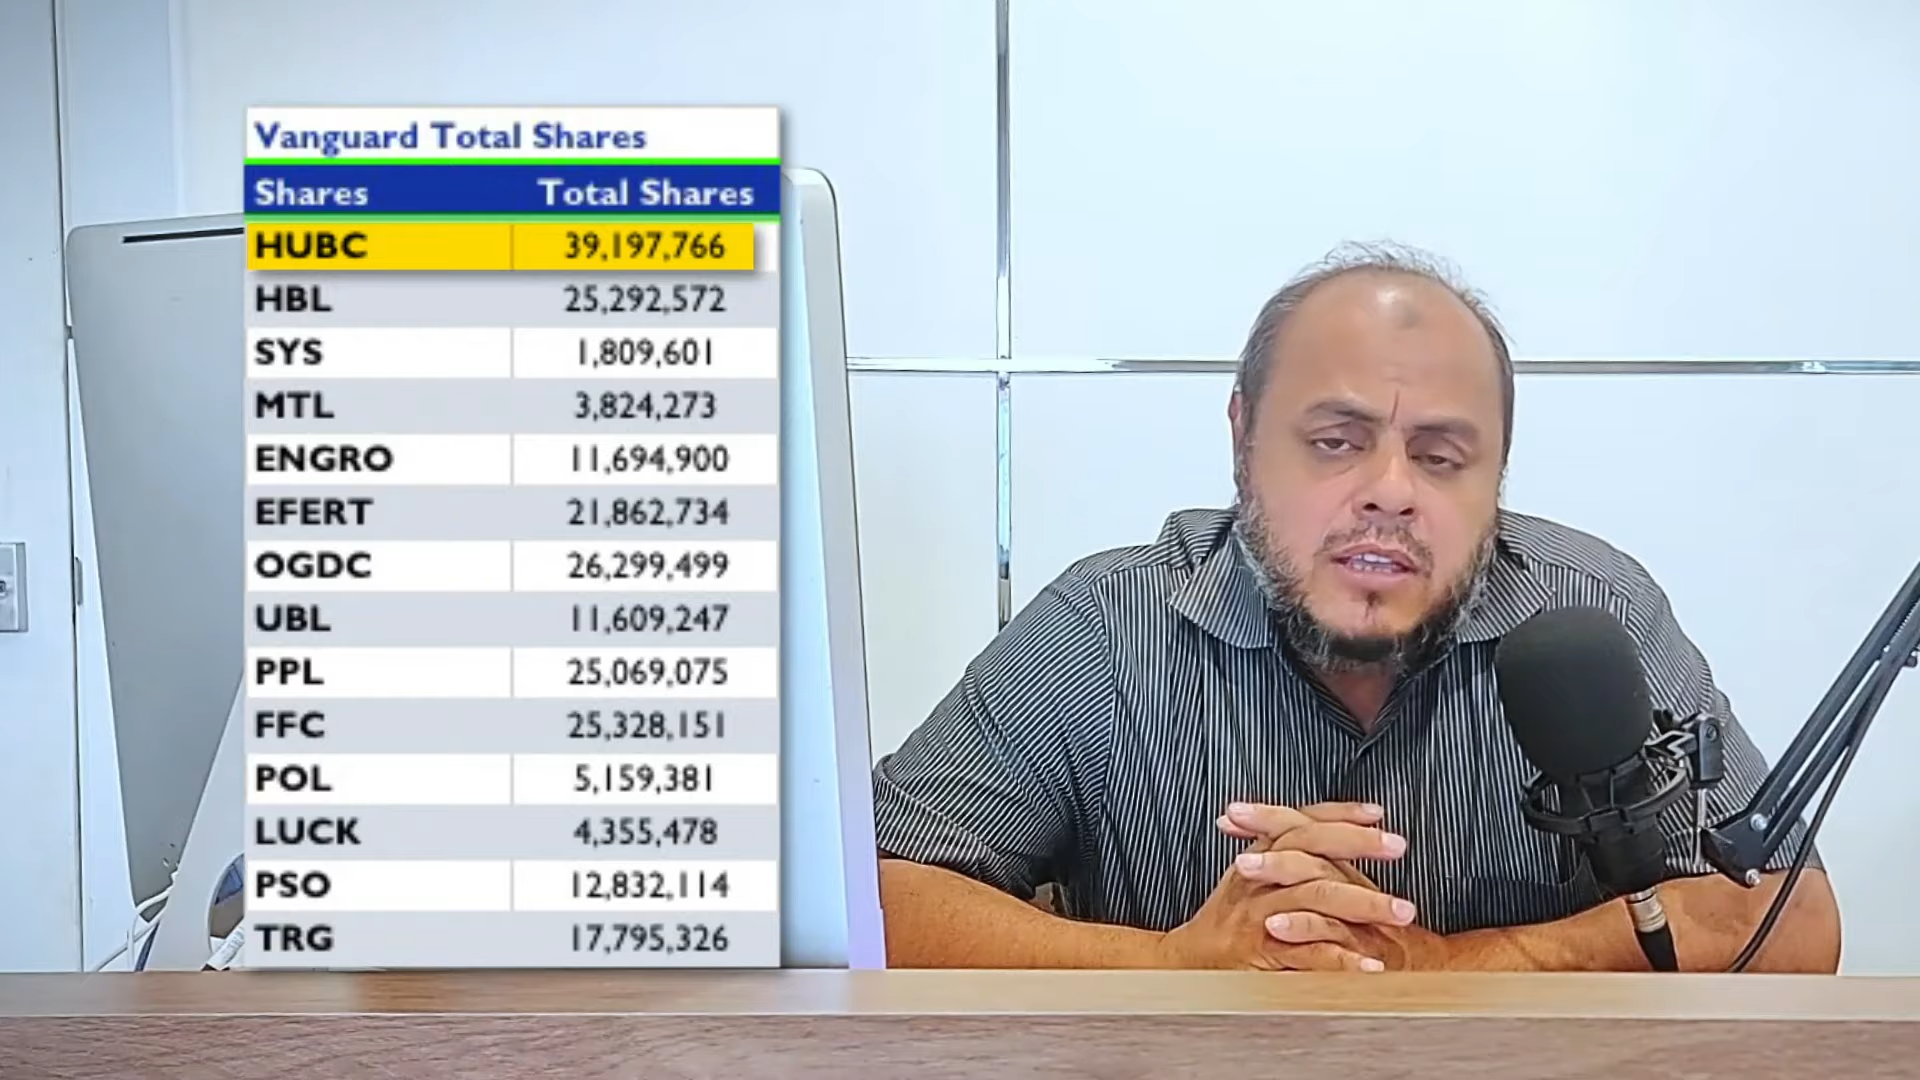 Vanguard Total Shares
Shares Total Shares
HUBC 39,197,766
HBL 25,292,572
SYS 1,809,601
MTL 3,824,273
ENGRO 11,694,900
EFERT 21,862,734
OGDC 26,299,499
UBL 11,609,247
PPL 25,069,075
FFC 25,328,151
POL 5,159,381
LUCK 4,355,478
PSO 12,832,114
TRG 17,795,326